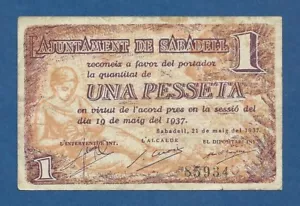 L'AJUNTAMENT DE SABADELL
1
reconeix a favor del portador
la quantitat de
UNA PESSETA
en virtut de l'acord pres en la sessió del
dia 19 de maig del 1937.
Sabadell, 21 de maig del 1937.
L'INTERVENTOR INT. L'ALCALDE EL DIPOSITARI
1
85934